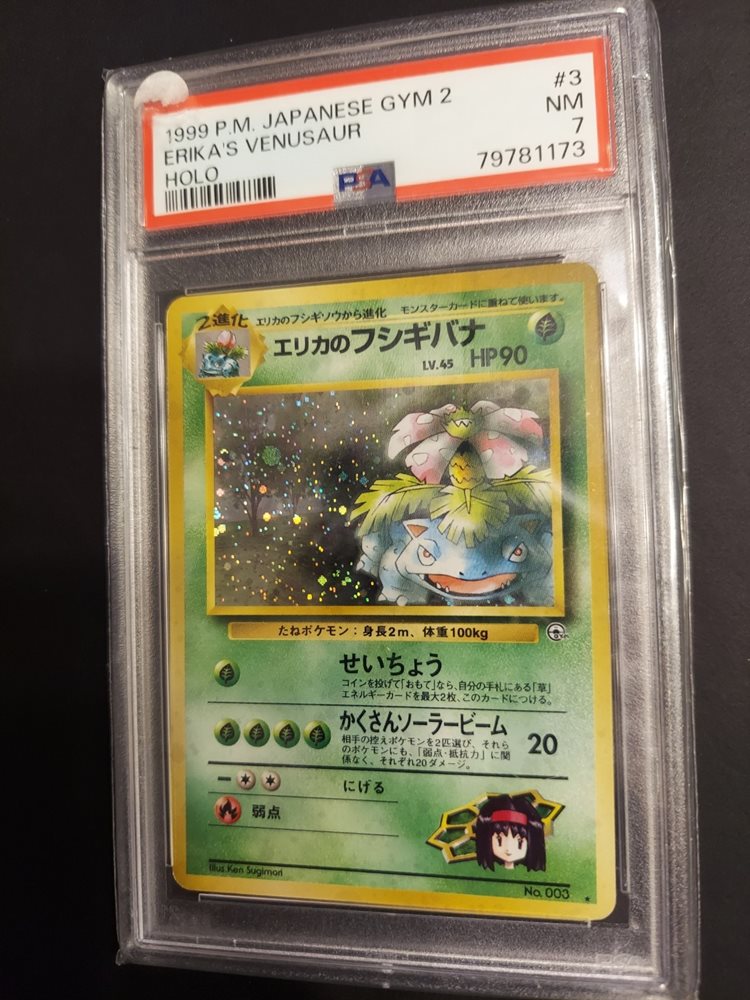 1999 P.M. JAPANESE GYM 2
#3
ERIKA'S VENUSAUR
NM
HOLO
7
PSA
79781173
2進化
エリカのフシギソウから進化
モンスターカードに重ねて使います。
エリカのフシギバナ
LV.45
HP90
たねポケモン：身長2m、体重100kg
せいちょう
コインを投げて「おもて」なら、自分の手札にある「草」
エネルギーカードを最大2枚、このカードにつける。
かくさんソーラービーム
20
相手の控えポケモンを2匹選び、それら
のポケモンにも、「弱点・抵抗力」に関
係なく、それぞれ20ダメージ。
にげる
弱点
Illus.Ken Sugimori
No. 003